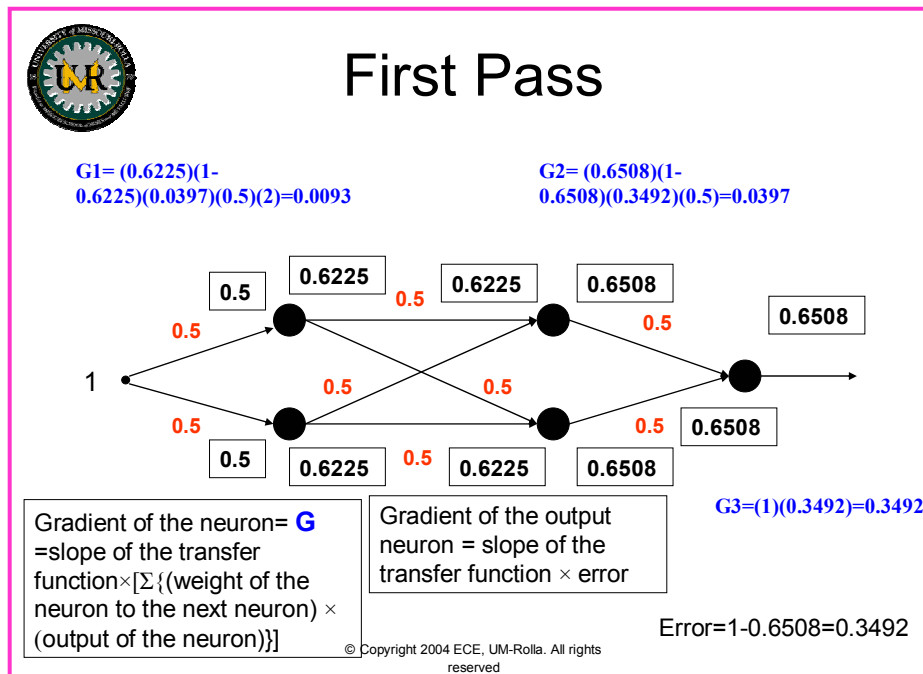 UNIVERSITY of MISSOURI-ROLLA
UMR
First Pass
G1= (0.6225)(1-
0.6225)(0.0397)(0.5)(2)=0.0093
G2= (0.6508)(1-
0.6508)(0.3492)(0.5)=0.0397
0.5
0.6225
0.5
0.6225
0.6508
0.6508
0.5
0.5
1
0.5
0.5
0.5
0.5
0.6508
0.5
0.6225
0.5
0.6225
0.6508
G3=(1)(0.3492)=0.3492
Gradient of the neuron= G
=slope of the transfer
function×[Σ{(weight of the
neuron to the next neuron) ×
(output of the neuron)}]
Gradient of the output
neuron = slope of the
transfer function × error
Error=1-0.6508=0.3492
© Copyright 2004 ECE, UM-Rolla. All rights
reserved